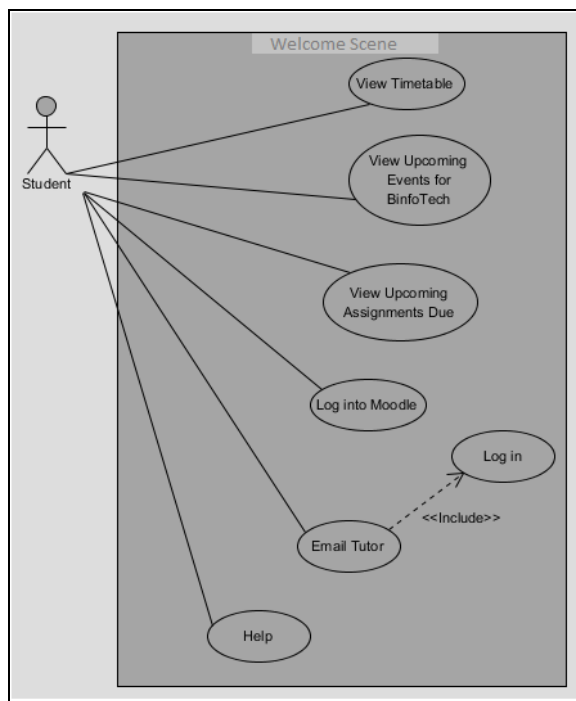 Welcome Scene
View Timetable
Student
View Upcoming
Events for
BinfoTech
View Upcoming
Assignments Due
Log into Moodle
Log in
<<Include>>
Email Tutor
Help